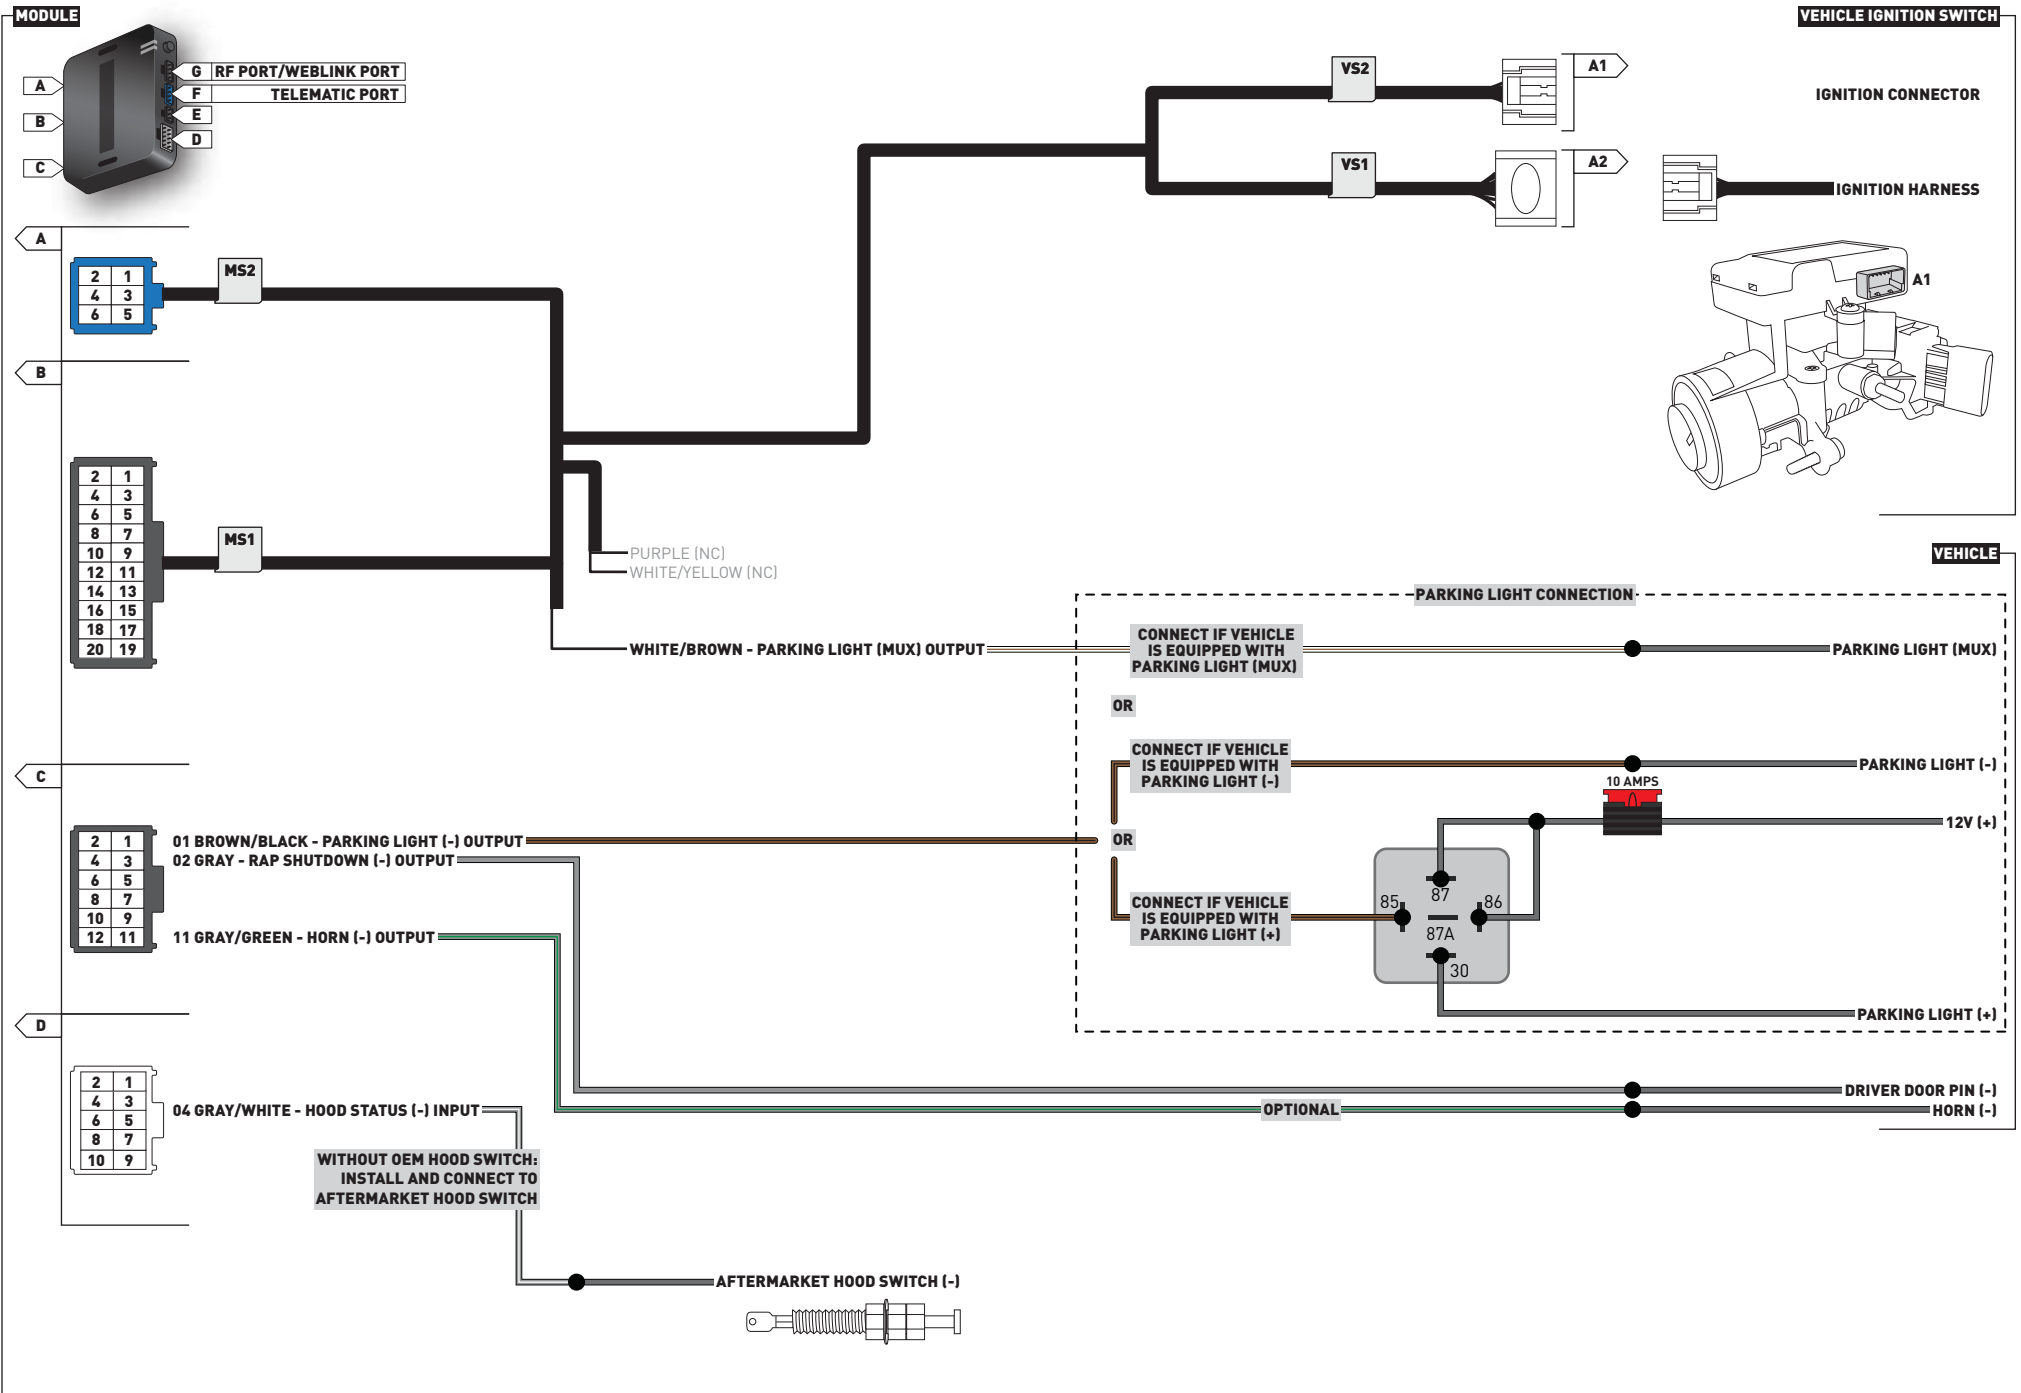 MODULE
VEHICLE IGNITION SWITCH
A
B
C
G RF PORT/WEBLINK PORT
F TELEMATIC PORT
E
D
VS2
A1
IGNITION CONNECTOR
VS1
A2
IGNITION HARNESS
A1
A
2 1
4 3
6 5
MS2
B
2 1
4 3
6 5
8 7
10 9
12 11
14 13
16 15
18 17
20 19
MS1
PURPLE (NC)
WHITE/YELLOW (NC)
VEHICLE
PARKING LIGHT CONNECTION
WHITE/BROWN - PARKING LIGHT (MUX) OUTPUT
CONNECT IF VEHICLE
IS EQUIPPED WITH
PARKING LIGHT (MUX)
PARKING LIGHT (MUX)
OR
CONNECT IF VEHICLE
IS EQUIPPED WITH
PARKING LIGHT (-)
PARKING LIGHT (-)
10 AMPS
12V (+)
C
2 1
4 3
6 5
8 7
10 9
12 11
01 BROWN/BLACK - PARKING LIGHT (-) OUTPUT
02 GRAY - RAP SHUTDOWN (-) OUTPUT
11 GRAY/GREEN - HORN (-) OUTPUT
OR
CONNECT IF VEHICLE
IS EQUIPPED WITH
PARKING LIGHT (+)
85
87
86
87A
30
PARKING LIGHT (+)
D
2 1
4 3
6 5
8 7
10 9
04 GRAY/WHITE - HOOD STATUS (-) INPUT
DRIVER DOOR PIN (-)
OPTIONAL
HORN (-)
WITHOUT OEM HOOD SWITCH:
INSTALL AND CONNECT TO
AFTERMARKET HOOD SWITCH
AFTERMARKET HOOD SWITCH (-)